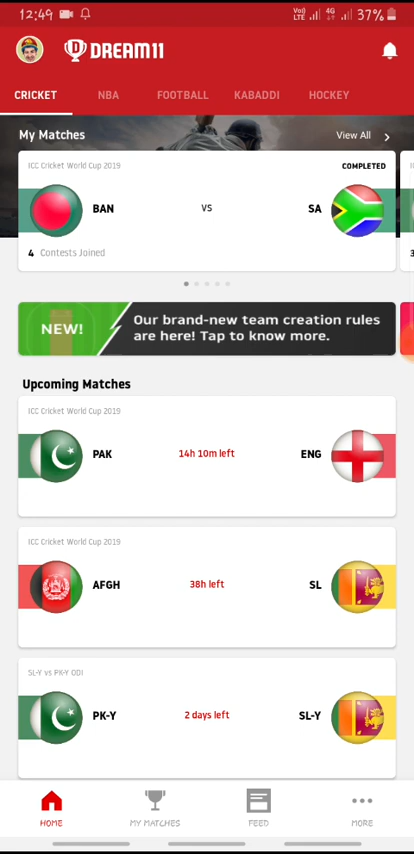 12:49
Vo)) LTE 4G 37%
DREAM11
CRICKET NBA FOOTBALL KABADDI HOCKEY
My Matches View All
ICC Cricket World Cup 2019 COMPLETED
BAN VS SA
4 Contests Joined
NEW!
Our brand-new team creation rules
are here! Tap to know more.
Upcoming Matches
ICC Cricket World Cup 2019
PAK 14h 10m left ENG
ICC Cricket World Cup 2019
AFGH 38h left SL
SL-Y vs PK-Y ODI
PK-Y 2 days left SL-Y
HOME MY MATCHES FEED MORE